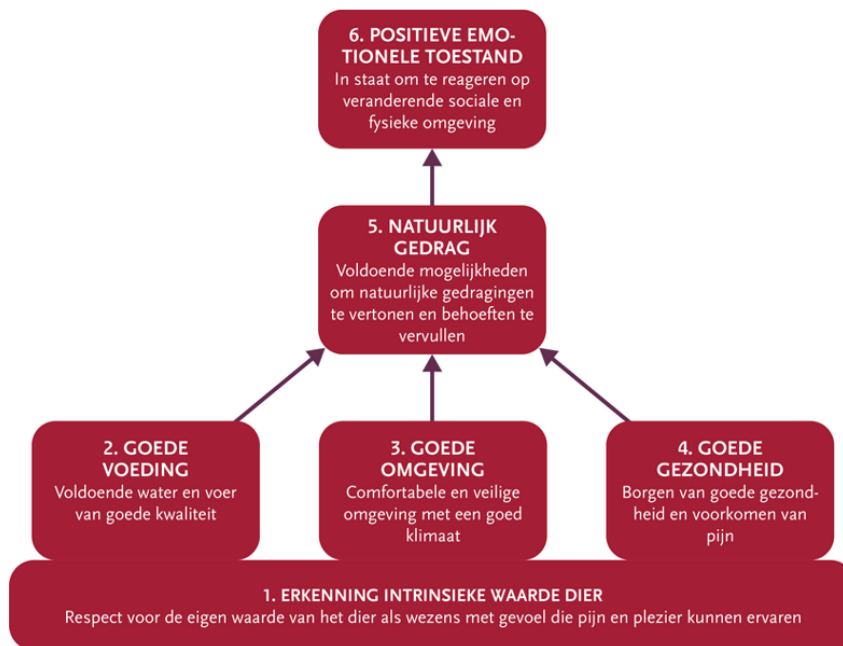 6. POSITIEVE EMO-
TIONELE TOESTAND
In staat om te reageren op
veranderende sociale en
fysieke omgeving
5. NATUURLIJK
GEDRAG
Voldoende mogelijkheden
om natuurlijke gedragingen
te vertonen en behoeften te
vervullen
2. GOEDE
VOEDING
Voldoende water en voer
van goede kwaliteit
3. GOEDE
OMGEVING
Comfortabele en veilige
omgeving met een goed
klimaat
4. GOEDE
GEZONDHEID
Borgen van goede gezond-
heid en voorkomen van
pijn
1. ERKENNING INTRINSIEKE WAARDE DIER
Respect voor de eigen waarde van het dier als wezens met gevoel die pijn en plezier kunnen ervaren